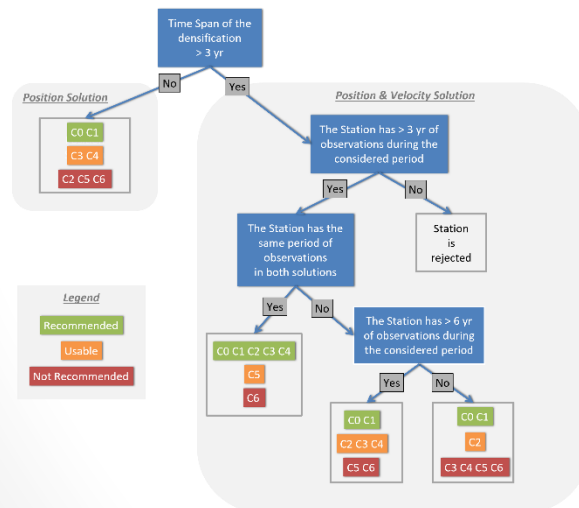 Time Span of the
densification
> 3 yr
No
Yes
Position Solution
C0 C1
C3 C4
C2 C5 C6
Position & Velocity Solution
The Station has > 3 yr of
observations during the
considered period
Yes
No
The Station has the
same period of
observations
in both solutions
Station
is
rejected
Yes
No
C0 C1 C2 C3 C4
C5
C6
The Station has > 6 yr
of observations during
the considered period
Yes
No
C0 C1
C2 C3 C4
C5 C6
C0 C1
C2
C3 C4 C5 C6
Legend
Recommended
Usable
Not Recommended